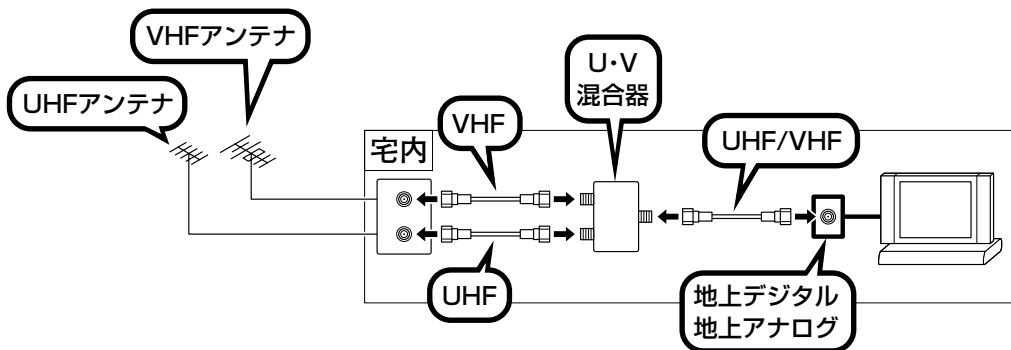 VHFアンテナ
UHFアンテナ
宅内
VHF
U・V
混合器
UHF/VHF
UHF
地上デジタル
地上アナログ